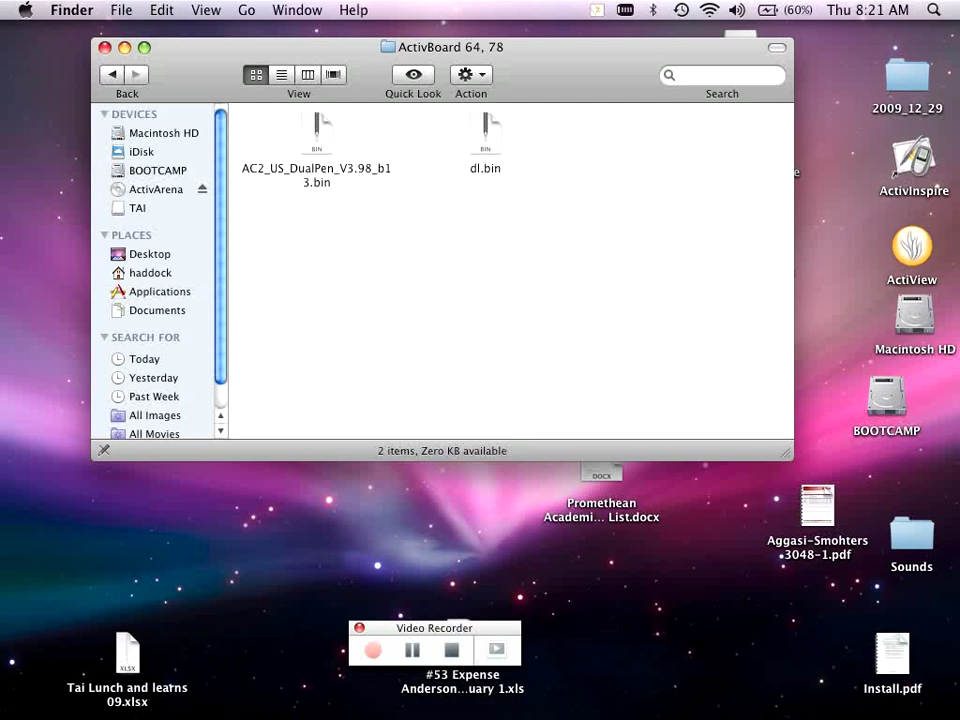 Finder File Edit View Go Window Help (60%) Thu 8:21 AM
ActivBoard 64, 78
Back View Quick Look Action Search
DEVICES
Macintosh HD
iDisk
BOOTCAMP
ActivArena
TAI
PLACES
Desktop
haddock
Applications
Documents
SEARCH FOR
Today
Yesterday
Past Week
All Images
All Movies
BIN
AC2_US_DualPen_V3.98_b1
3.bin
BIN
dl.bin
2 items, Zero KB available
2009_12_29
ActivInspire
ActiView
Macintosh HD
BOOTCAMP
e
DOCX
Promethean
Academi... List.docx
Aggasi-Smohters
3048-1.pdf
Sounds
Video Recorder
#53 Expense
Anderson...uary 1.xls
XLSX
Tai Lunch and learns
09.xlsx
Install.pdf